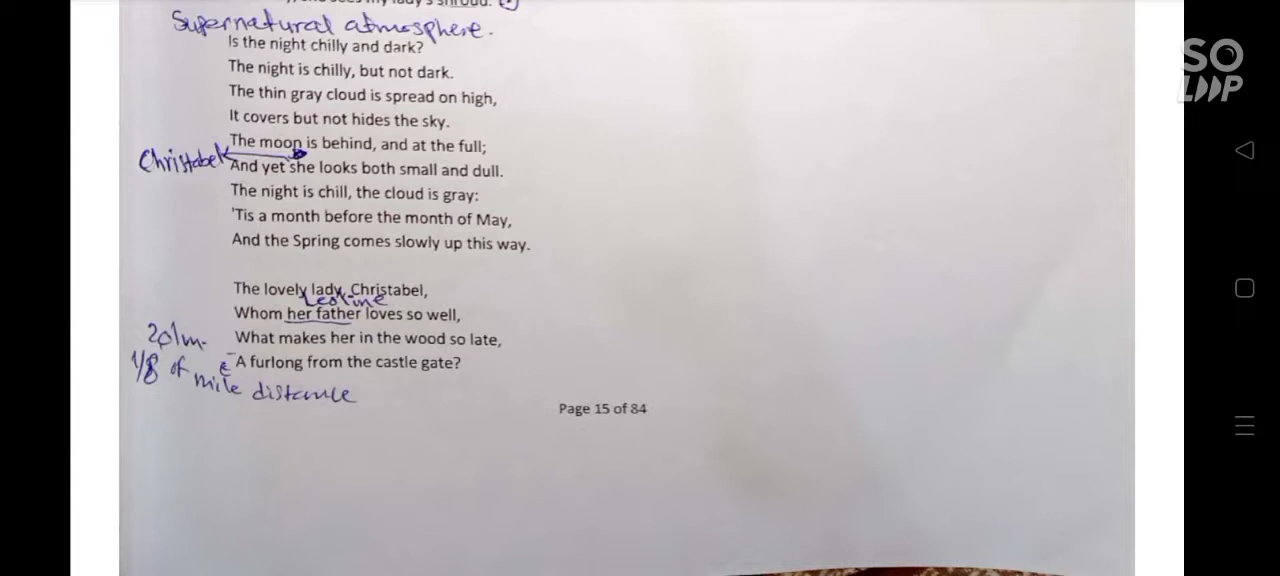 my lady's shroud.
Supernatural atmosphere.
Is the night chilly and dark?
The night is chilly, but not dark.
The thin gray cloud is spread on high,
It covers but not hides the sky.
The moon is behind, and at the full;
Christabel And yet she looks both small and dull.
The night is chill, the cloud is gray:
'Tis a month before the month of May,
And the Spring comes slowly up this way.
The lovely lady, Christabel,
Leoline
Whom her father loves so well,
201m. What makes her in the wood so late,
A furlong from the castle gate?
1/8 of mile distance
Page 15 of 84
SO
LOOP